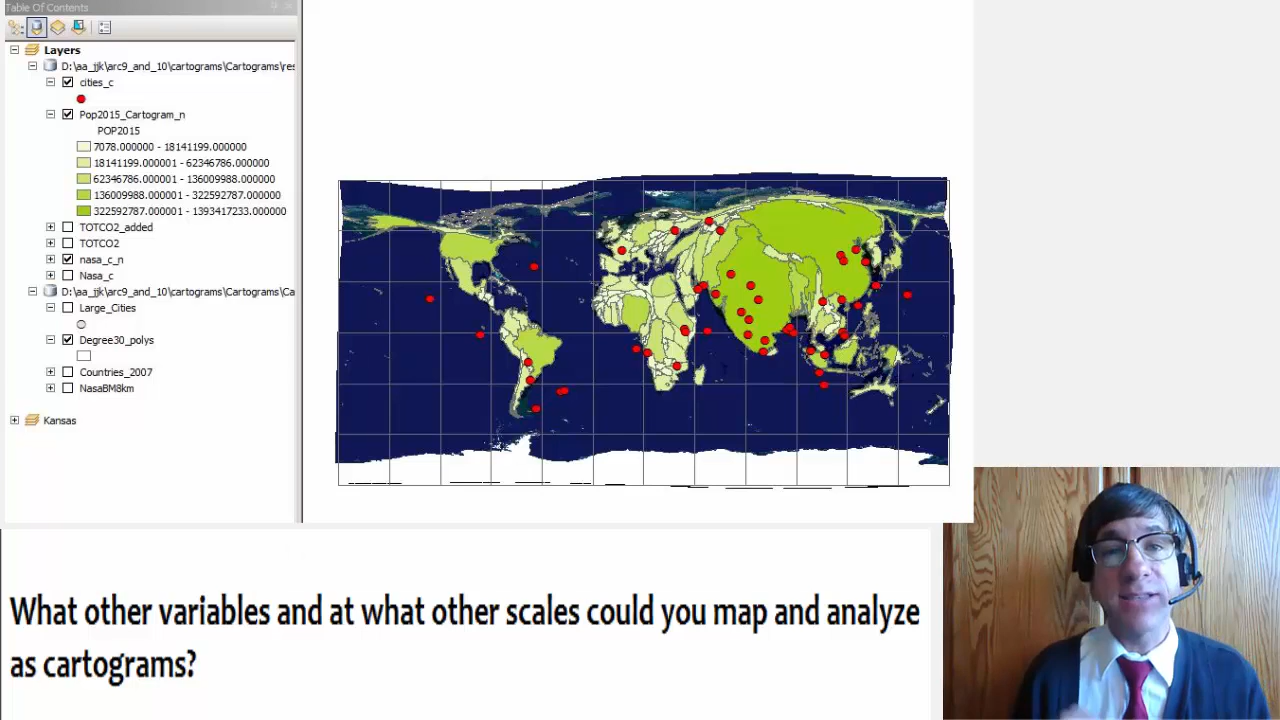 Table Of Contents
Layers
D:\aa_jjk\arc9_and_10\cartograms\Cartograms\res
cities_c
Pop2015_Cartogram_n
POP2015
7078.000000 - 18141199.000000
18141199.000001 - 62346786.000000
62346786.000001 - 136009988.000000
136009988.000001 - 322592787.000000
322592787.000001 - 1393417233.000000
TOTCO2_added
TOTCO2
nasa_c_n
Nasa_c
D:\aa_jjk\arc9_and_10\cartograms\Cartograms\Ca
Large_Cities
Degree30_polys
Countries_2007
NasaBM8km
Kansas
What other variables and at what other scales could you map and analyze
as cartograms?